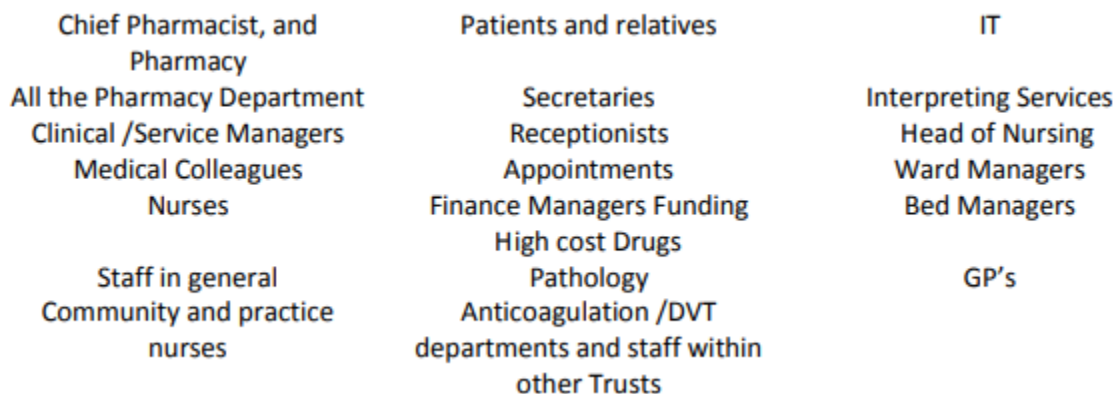 Chief Pharmacist, and Patients and relatives IT
Pharmacy
All the Pharmacy Department Secretaries Interpreting Services
Clinical /Service Managers Receptionists Head of Nursing
Medical Colleagues Appointments Ward Managers
Nurses Finance Managers Funding Bed Managers
High cost Drugs
Staff in general Pathology GP’s
Community and practice Anticoagulation /DVT
nurses departments and staff within
other Trusts